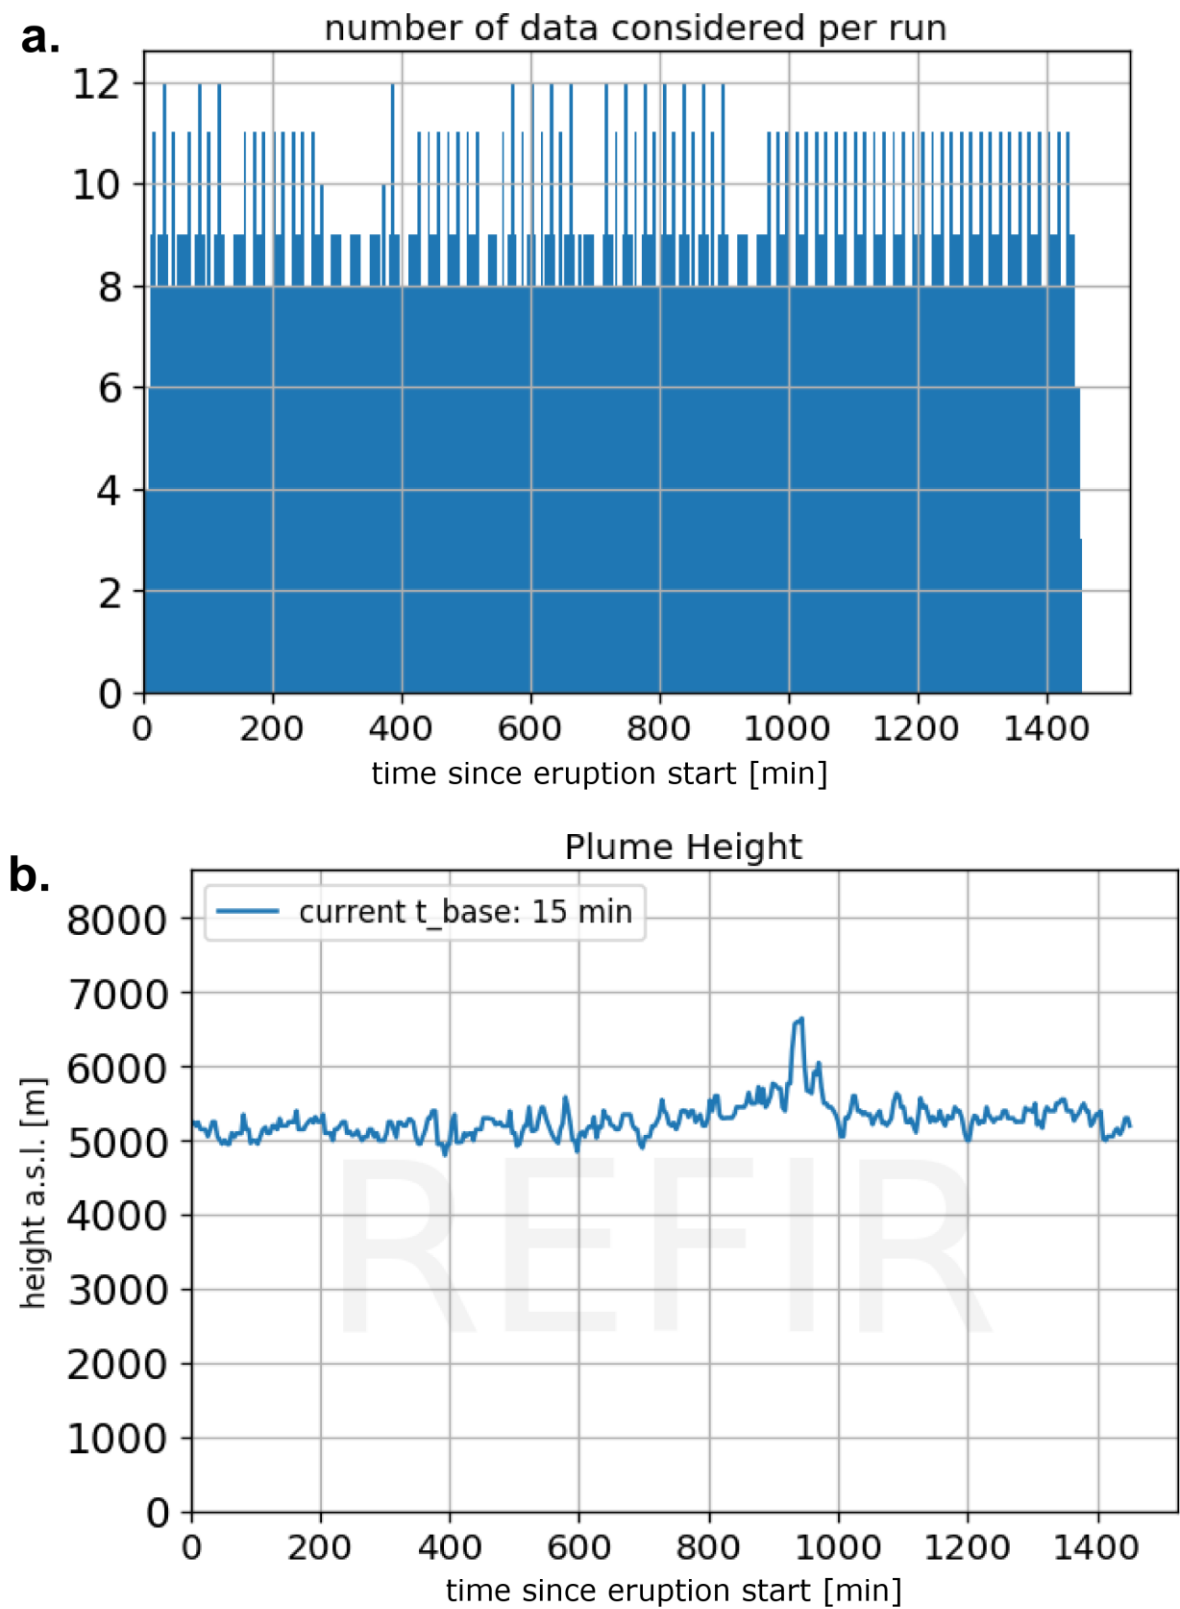 a.
number of data considered per run
12
10
8
6
4
2
0
0 200 400 600 800 1000 1200 1400
time since eruption start [min]
b.
Plume Height
current t_base: 15 min
8000
7000
6000
5000
4000
3000
2000
1000
0
height a.s.l. [m]
REFIR
0 200 400 600 800 1000 1200 1400
time since eruption start [min]